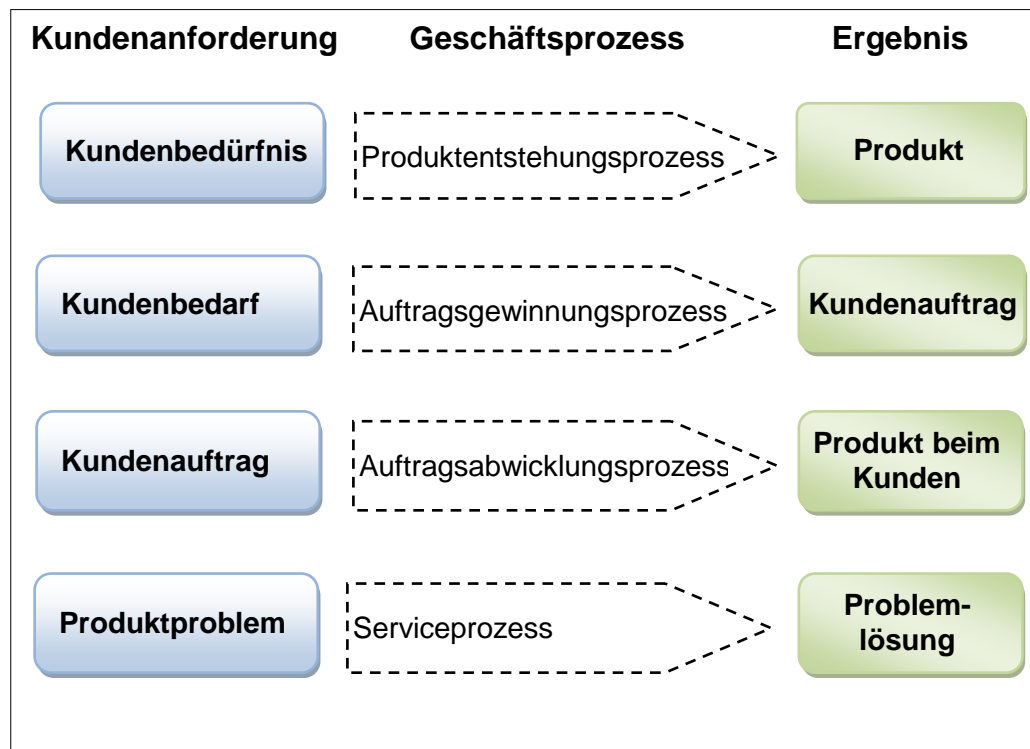 Kundenanforderung Geschäftsprozess Ergebnis
Kundenbedürfnis Produktentstehungsprozess Produkt
Kundenbedarf Auftragsgewinnungsprozess Kundenauftrag
Kundenauftrag Auftragsabwicklungsprozess Produkt beim
Kunden
Produktproblem Serviceprozess Problem-
lösung